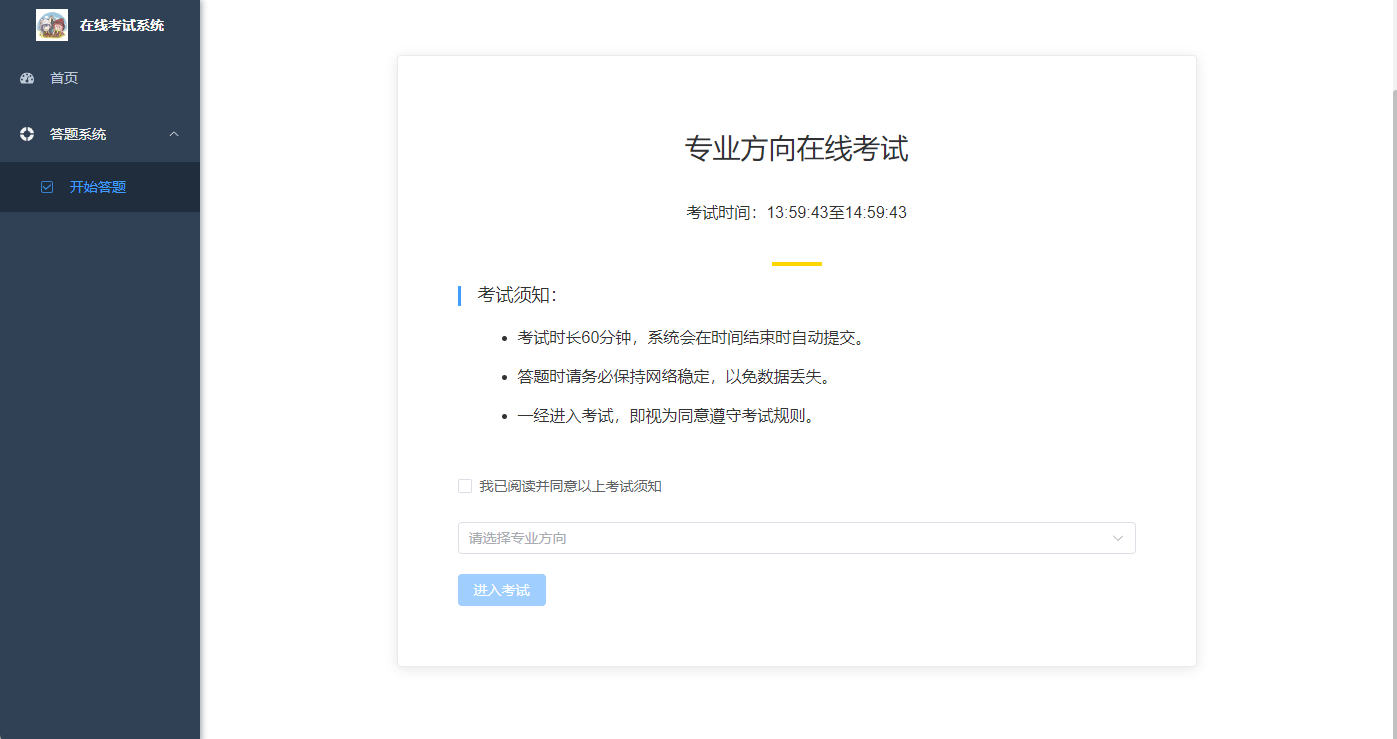 在线考试系统
首页
答题系统
开始答题
专业方向在线考试
考试时间：13:59:43至14:59:43
考试须知：
考试时长60分钟，系统会在时间结束时自动提交。
答题时请务必保持网络稳定，以免数据丢失。
一经进入考试，即视为同意遵守考试规则。
我已阅读并同意以上考试须知
请选择专业方向
进入考试